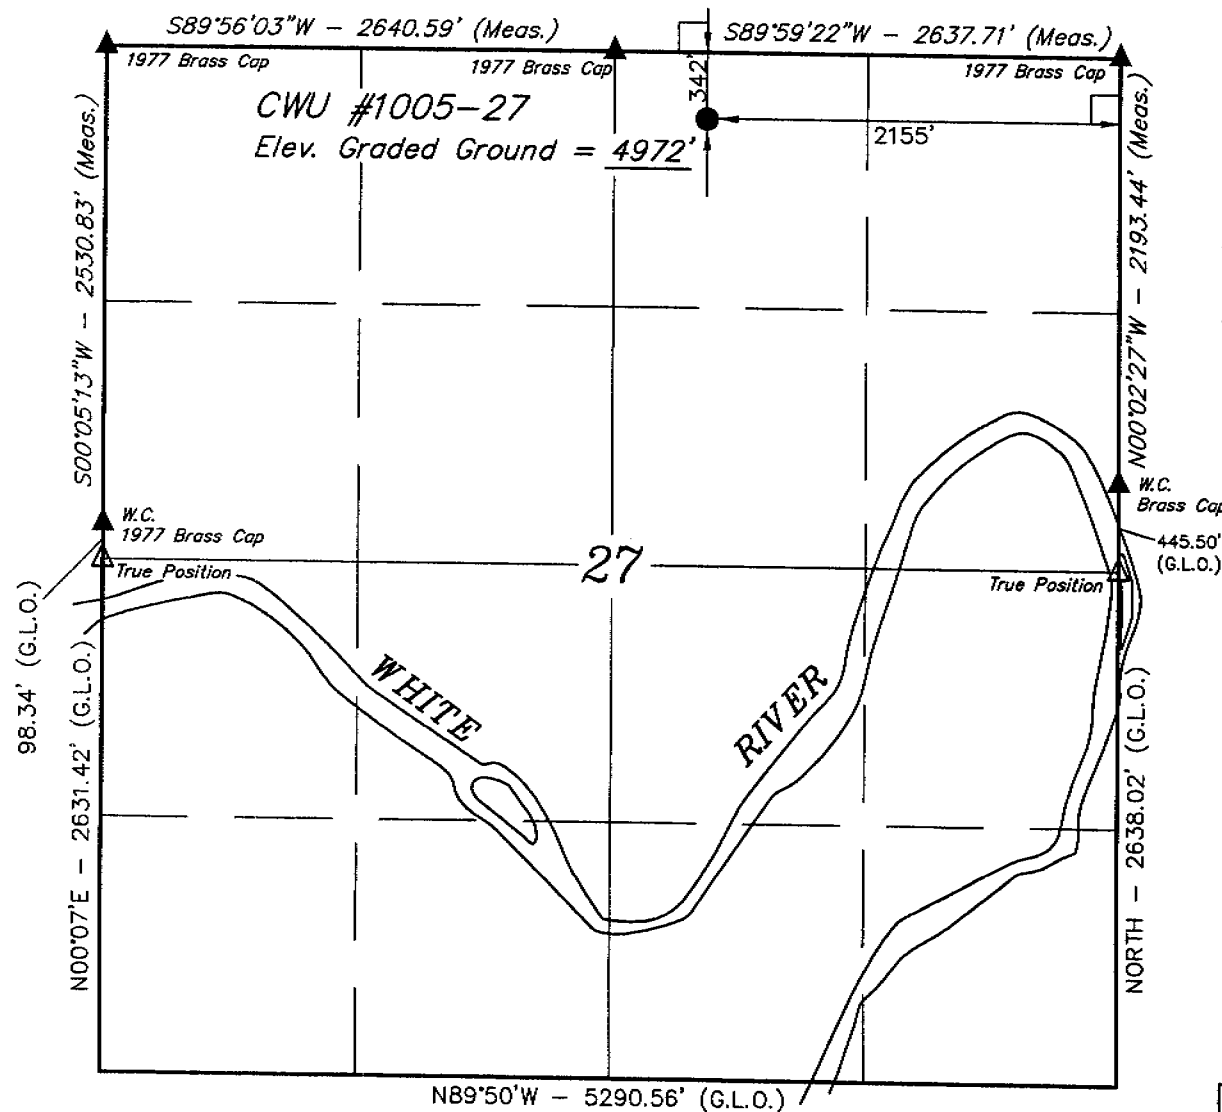 S89°56'03"W - 2640.59' (Meas.)
S89°59'22"W - 2637.71' (Meas.)
1977 Brass Cap
1977 Brass Cap
1977 Brass Cap
342'
CWU #1005-27
Elev. Graded Ground = 4972'
2155'
S00°05'13"W - 2530.83' (Meas.)
N00°02'27"W - 2193.44' (Meas.)
W.C.
1977 Brass Cap
True Position
W.C.
Brass Cap
445.50'
(G.L.O.)
True Position
27
98.34' (G.L.O.)
N00°07'E - 2631.42' (G.L.O.)
WHITE
RIVER
NORTH - 2638.02' (G.L.O.)
N89°50'W - 5290.56' (G.L.O.)